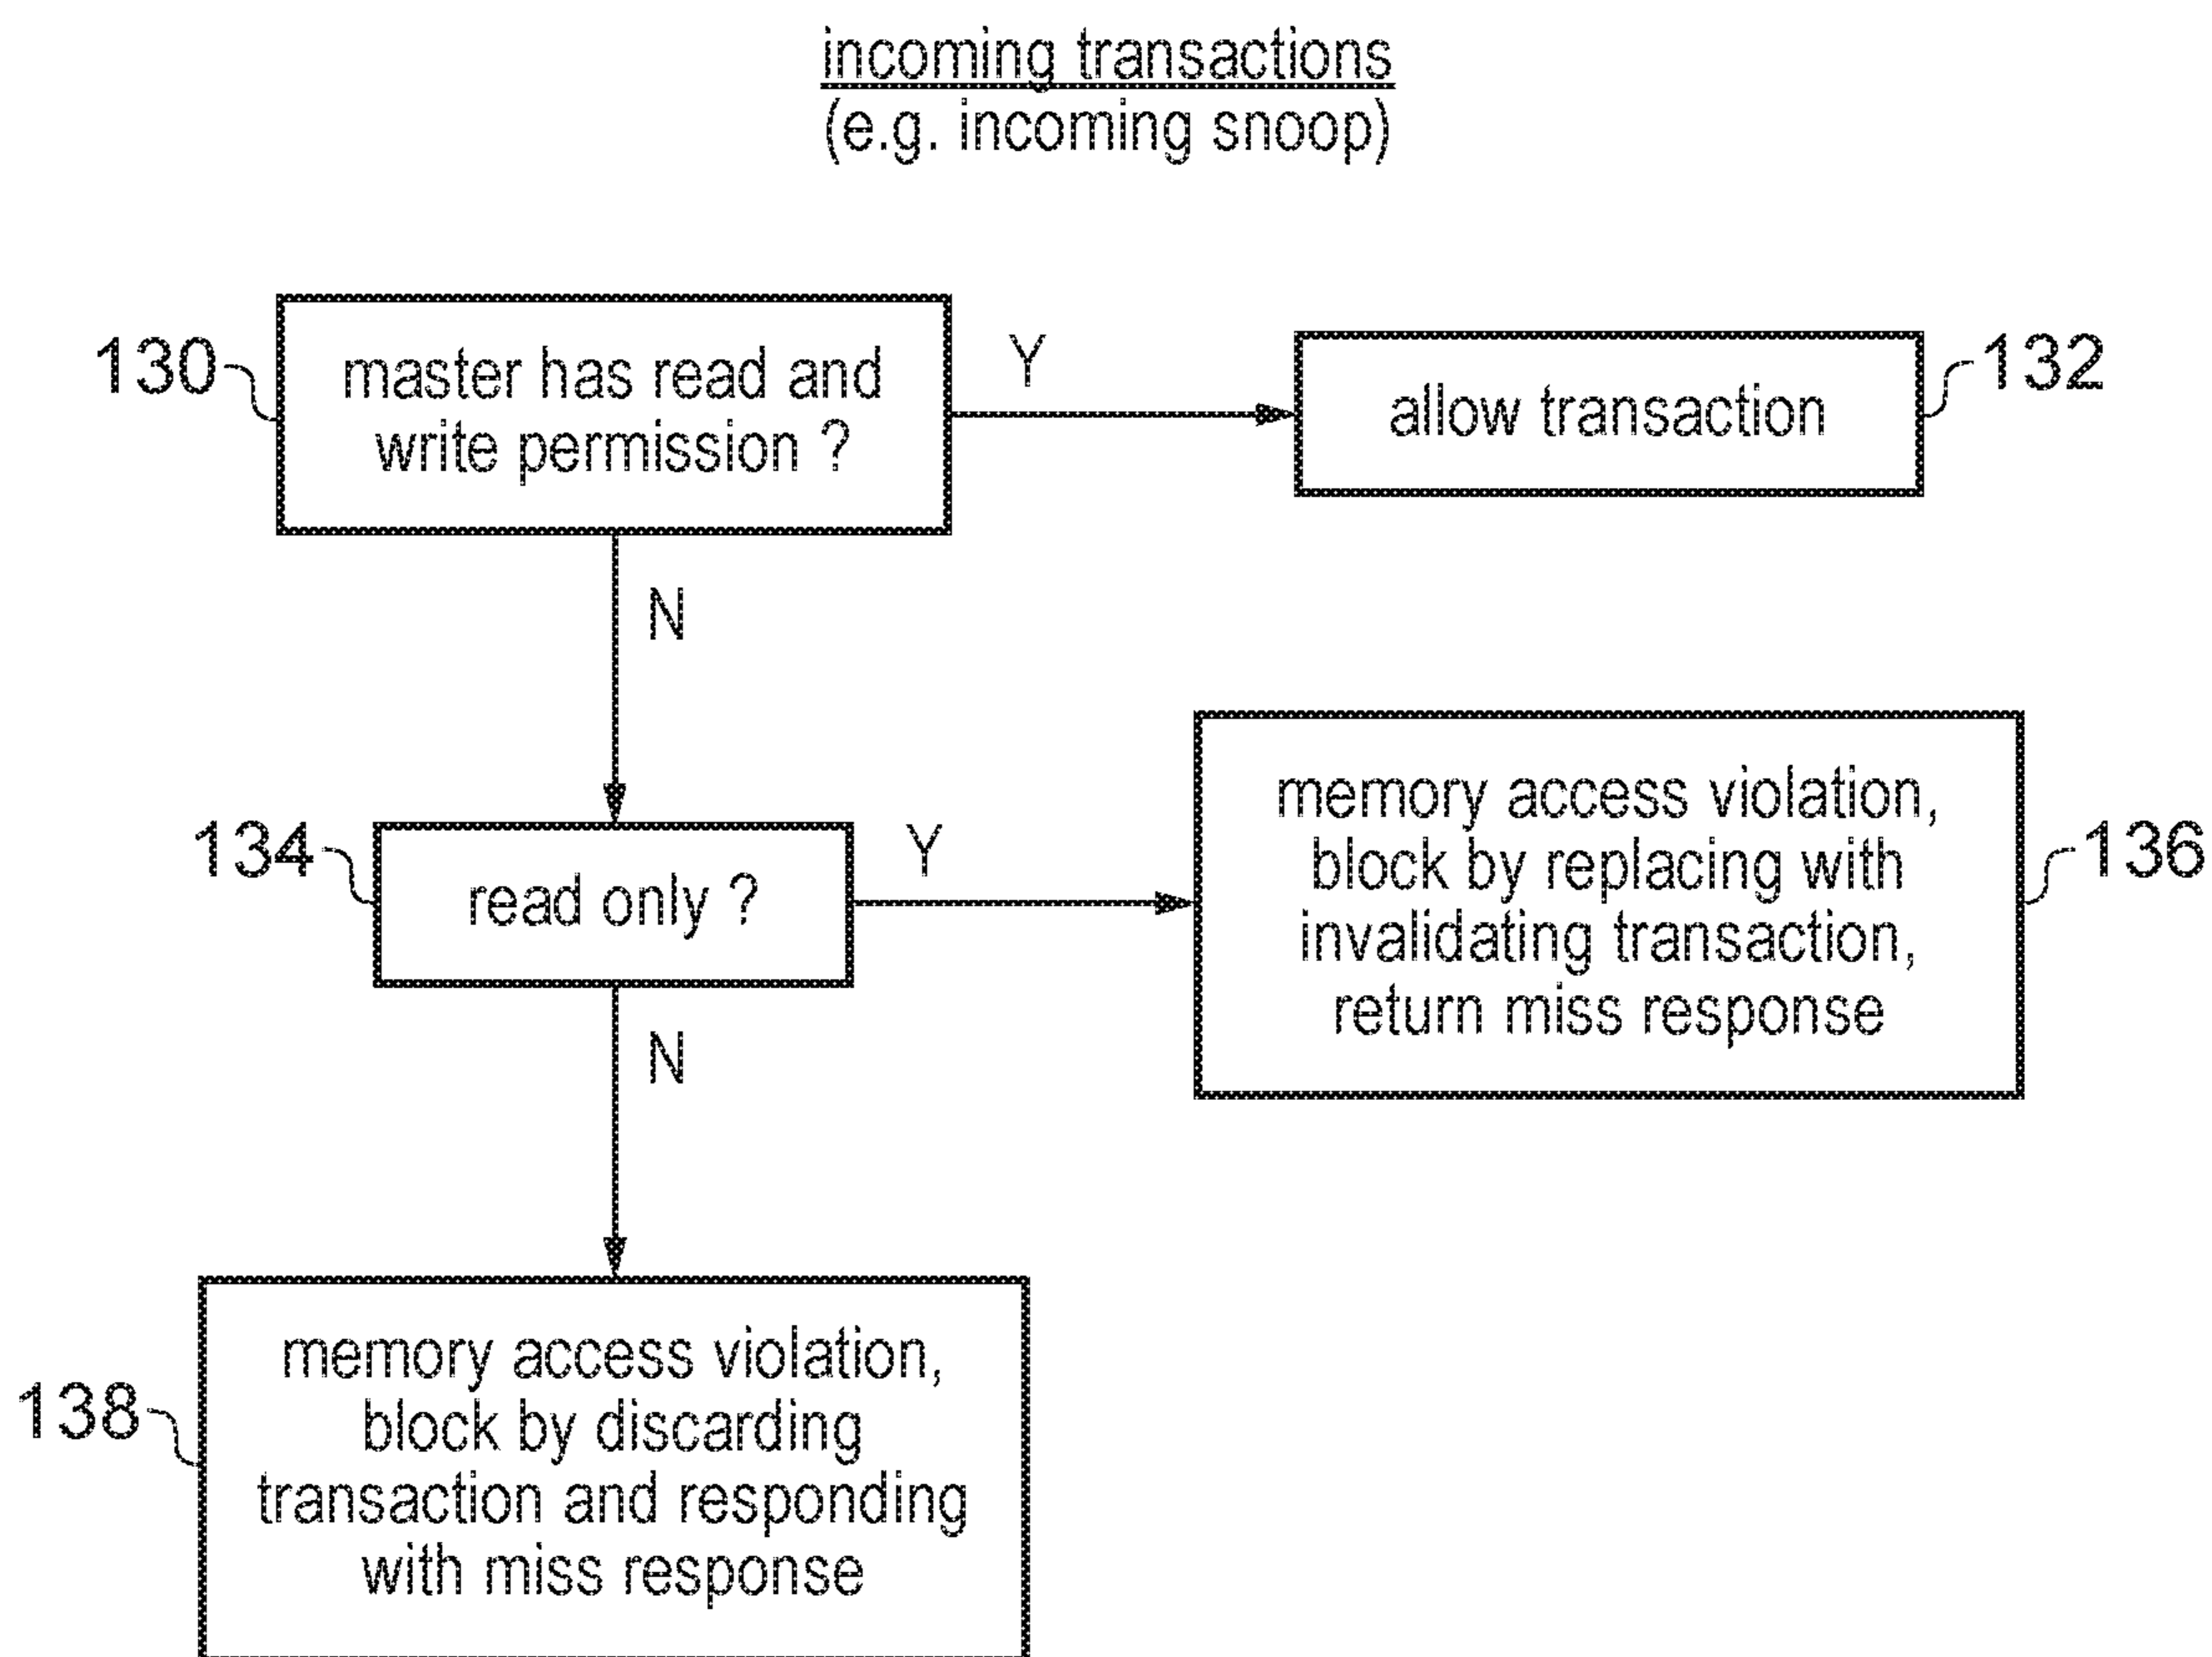 incoming transactions
(e.g. incoming snoop)
130
master has read and
write permission ?
Y
allow transaction
132
N
134
read only ?
Y
memory access violation,
block by replacing with
invalidating transaction,
return miss response
136
N
138
memory access violation,
block by discarding
transaction and responding
with miss response